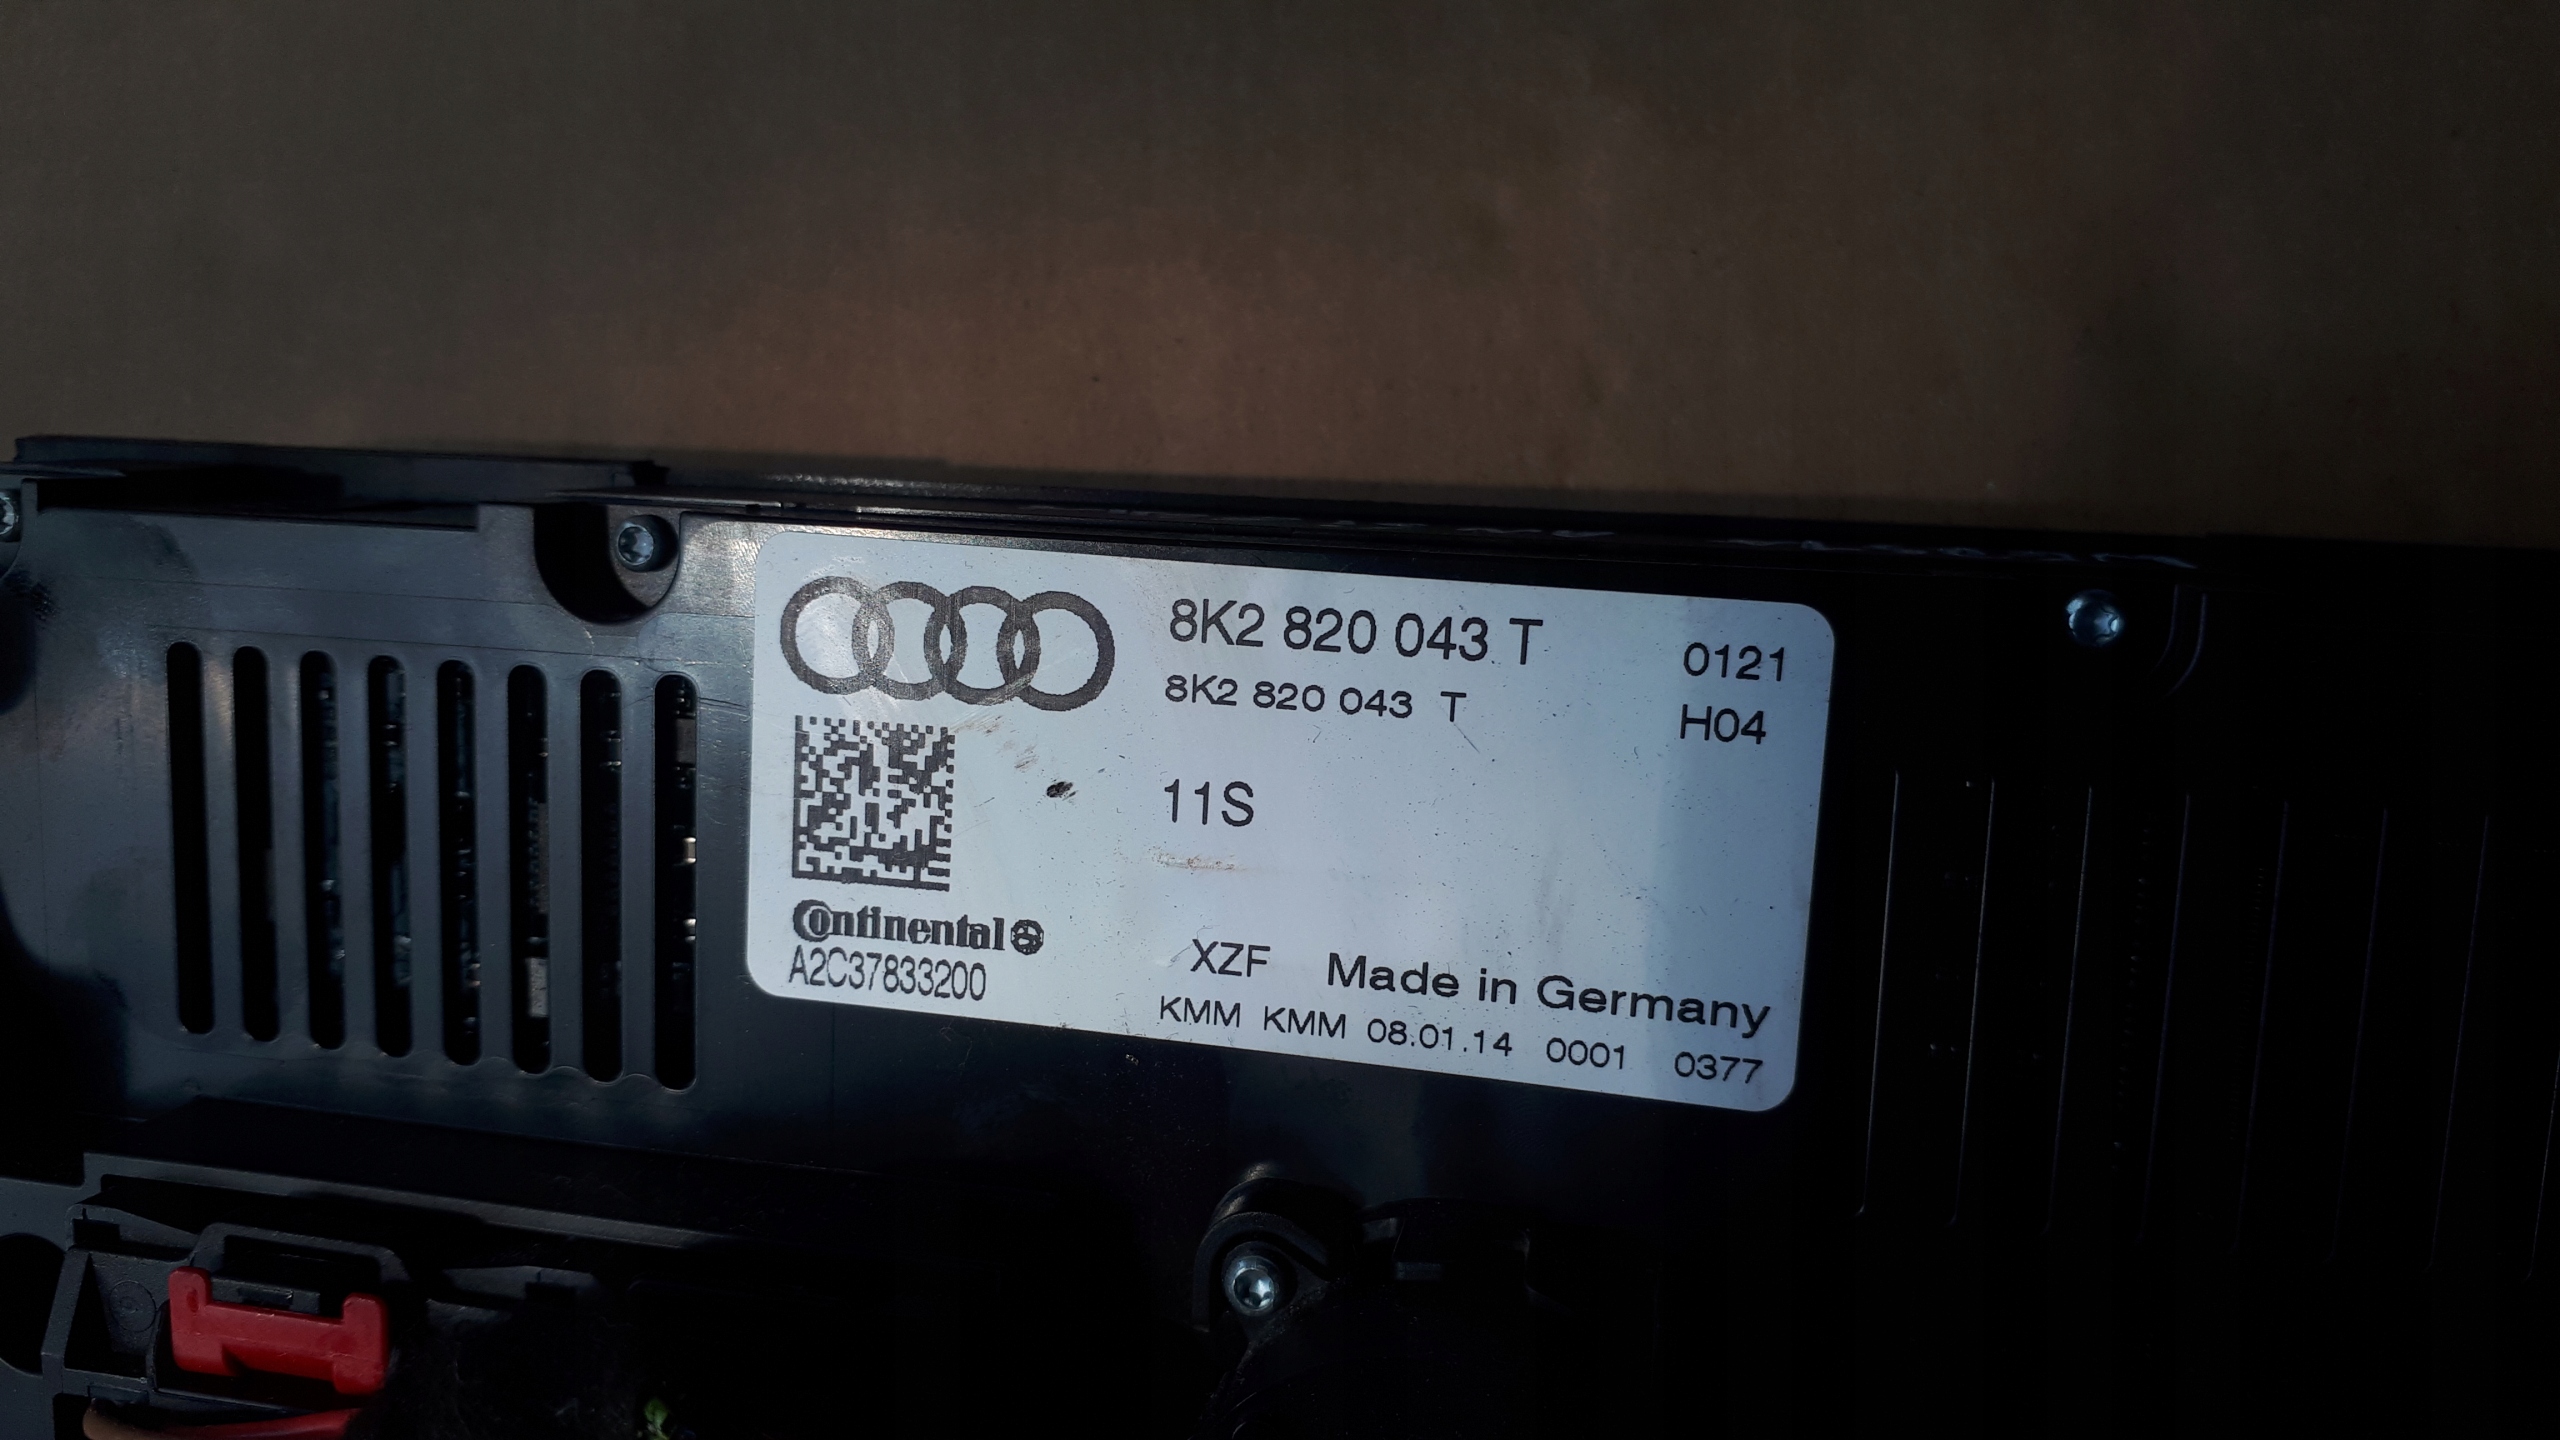 8K2 820 043 T 0121
8K2 820 043 T H04
11S
Continental
A2C37833200
XZF Made in Germany
KMM KMM 08.01.14 0001 0377